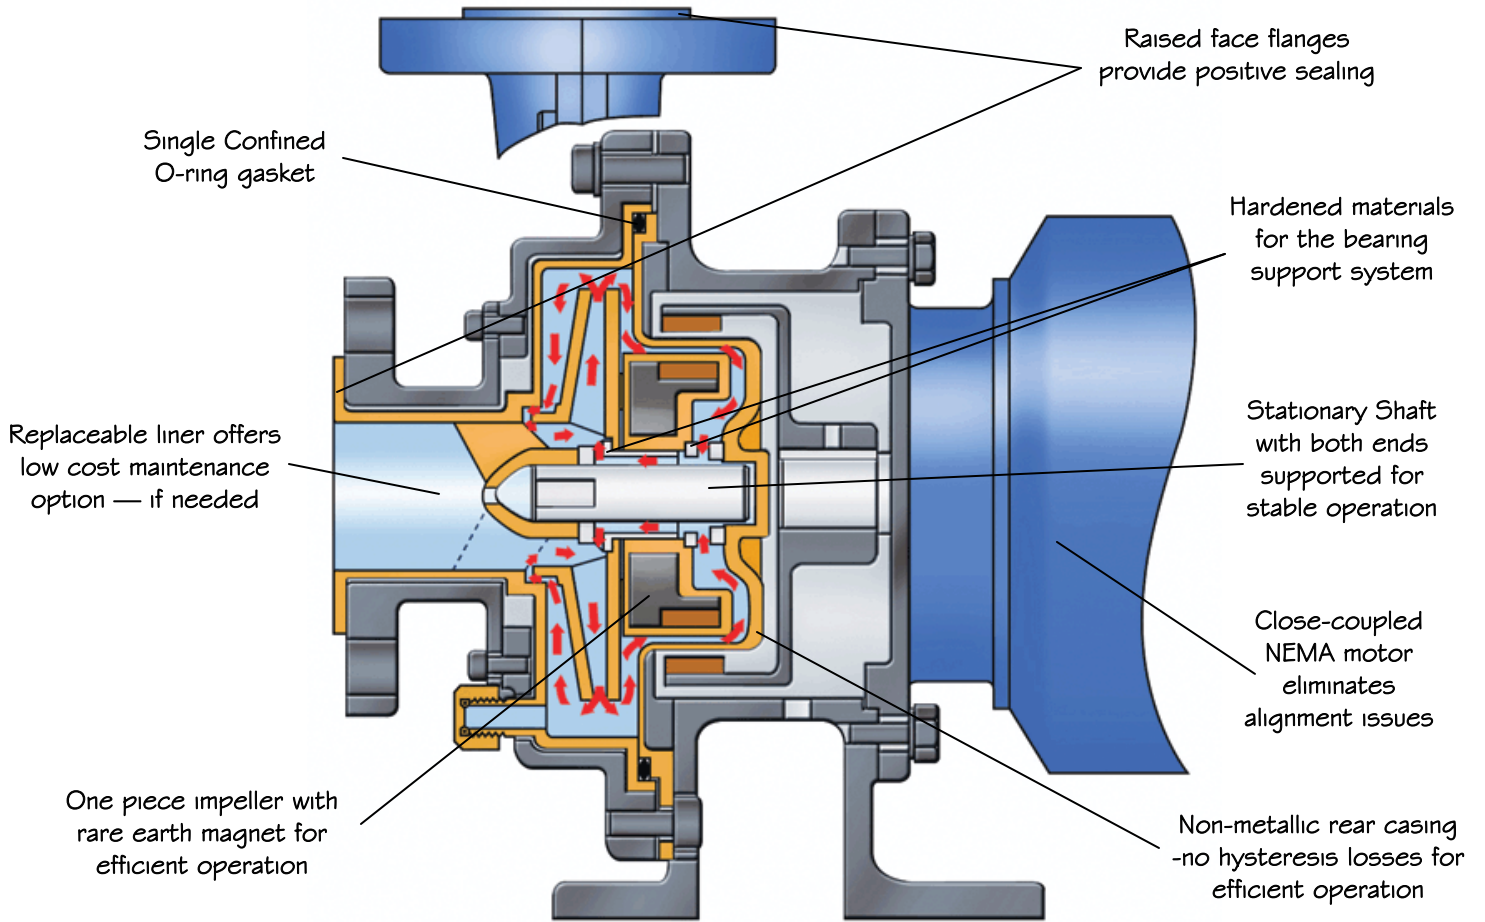 Raised face flanges
provide positive sealing
Single Confined
O-ring gasket
Hardened materials
for the bearing
support system
Replaceable liner offers
low cost maintenance
option — if needed
Stationary Shaft
with both ends
supported for
stable operation
Close-coupled
NEMA motor
eliminates
alignment issues
One piece impeller with
rare earth magnet for
efficient operation
Non-metallic rear casing
-no hysteresis losses for
efficient operation